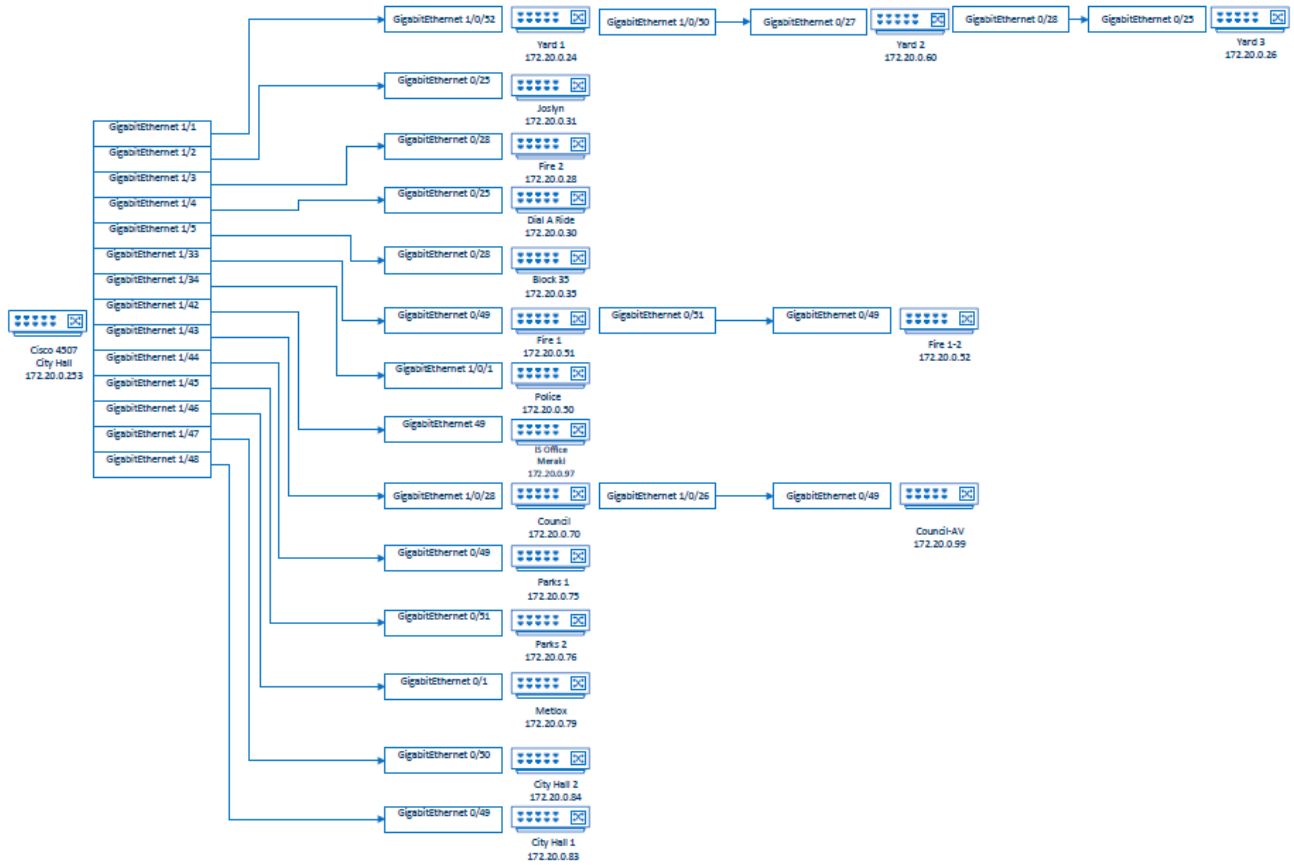 GigabitEthernet 1/0/52
GigabitEthernet 1/0/50
GigabitEthernet 0/27
GigabitEthernet 0/28
GigabitEthernet 0/25
Yard 1
172.20.0.24
Yard 2
172.20.0.60
Yard 3
172.20.0.26
GigabitEthernet 0/25
Joslyn
172.20.0.31
GigabitEthernet 1/1
GigabitEthernet 1/2
GigabitEthernet 1/3
GigabitEthernet 1/4
GigabitEthernet 1/5
GigabitEthernet 1/33
GigabitEthernet 1/34
GigabitEthernet 1/42
GigabitEthernet 1/43
GigabitEthernet 1/44
GigabitEthernet 1/45
GigabitEthernet 1/46
GigabitEthernet 1/47
GigabitEthernet 1/48
Cisco 4507
City Hall
172.20.0.253
GigabitEthernet 0/28
Fire 2
172.20.0.28
GigabitEthernet 0/25
Dial A Ride
172.20.0.30
GigabitEthernet 0/28
Block 35
172.20.0.35
GigabitEthernet 0/49
Fire 1
172.20.0.51
GigabitEthernet 0/51
GigabitEthernet 0/49
Fire 1-2
172.20.0.52
GigabitEthernet 1/0/1
Police
172.20.0.50
GigabitEthernet 49
IS Office
Meraki
172.20.0.97
GigabitEthernet 1/0/28
Council
172.20.0.70
GigabitEthernet 1/0/26
GigabitEthernet 0/49
Council-AV
172.20.0.99
GigabitEthernet 0/49
Parks 1
172.20.0.75
GigabitEthernet 0/51
Parks 2
172.20.0.76
GigabitEthernet 0/1
Metlox
172.20.0.79
GigabitEthernet 0/50
City Hall 2
172.20.0.84
GigabitEthernet 0/49
City Hall 1
172.20.0.83